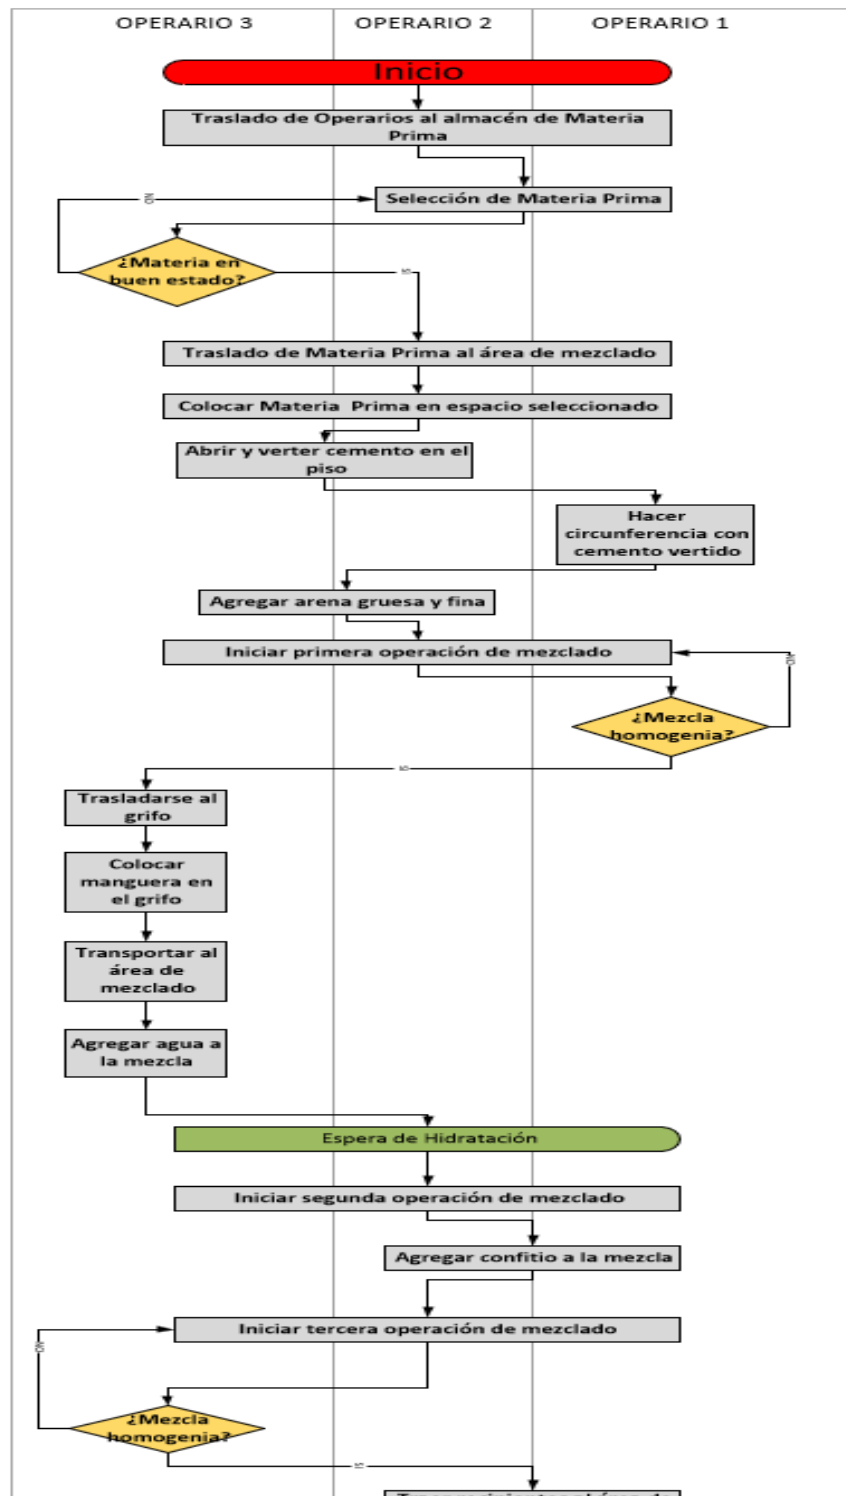 OPERARIO 3 OPERARIO 2 OPERARIO 1
Inicio
Traslado de Operarios al almacén de Materia
Prima
NO
Selección de Materia Prima
¿Materia en
buen estado?
SI
Traslado de Materia Prima al área de mezclado
Colocar Materia Prima en espacio seleccionado
Abrir y verter cemento en el
piso
Hacer
circunferencia con
cemento vertido
Agregar arena gruesa y fina
Iniciar primera operación de mezclado
NO
¿Mezcla
homogenia?
SI
Trasladarse al
grifo
Colocar
manguera en
el grifo
Transportar al
área de
mezclado
Agregar agua a
la mezcla
Espera de Hidratación
Iniciar segunda operación de mezclado
Agregar confitio a la mezcla
Iniciar tercera operación de mezclado
NO
¿Mezcla
homogenia?
SI